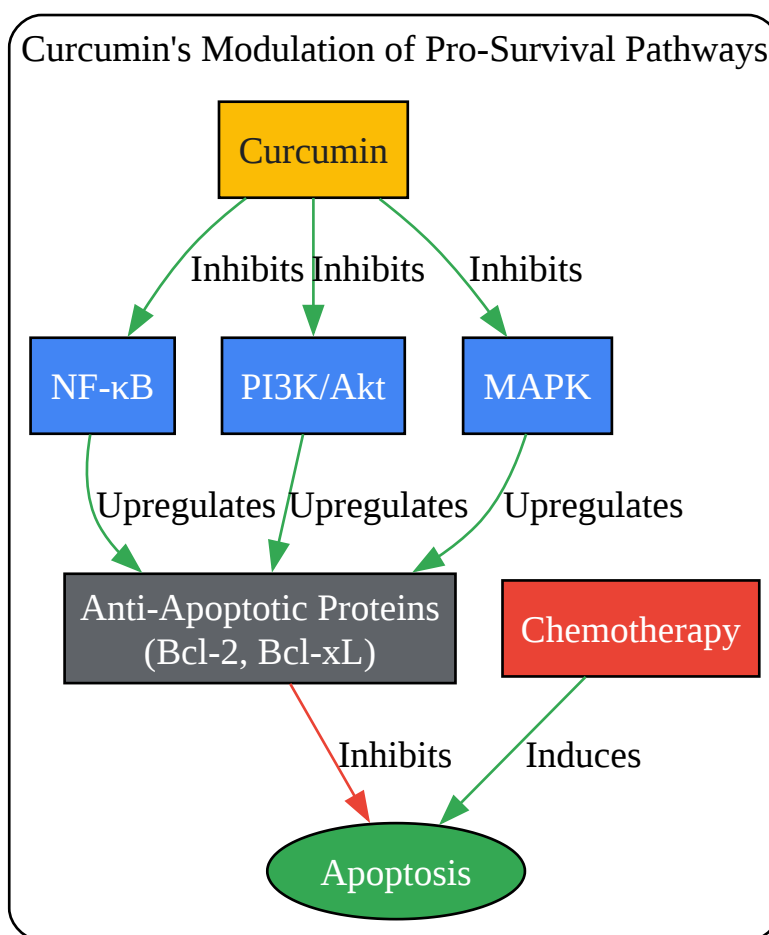 Curcumin's Modulation of Pro-Survival Pathways
Curcumin
Inhibits
Inhibits
Inhibits
NF-κB
PI3K/Akt
MAPK
Upregulates
Upregulates
Upregulates
Anti-Apoptotic Proteins
(Bcl-2, Bcl-xL)
Chemotherapy
Inhibits
Induces
Apoptosis